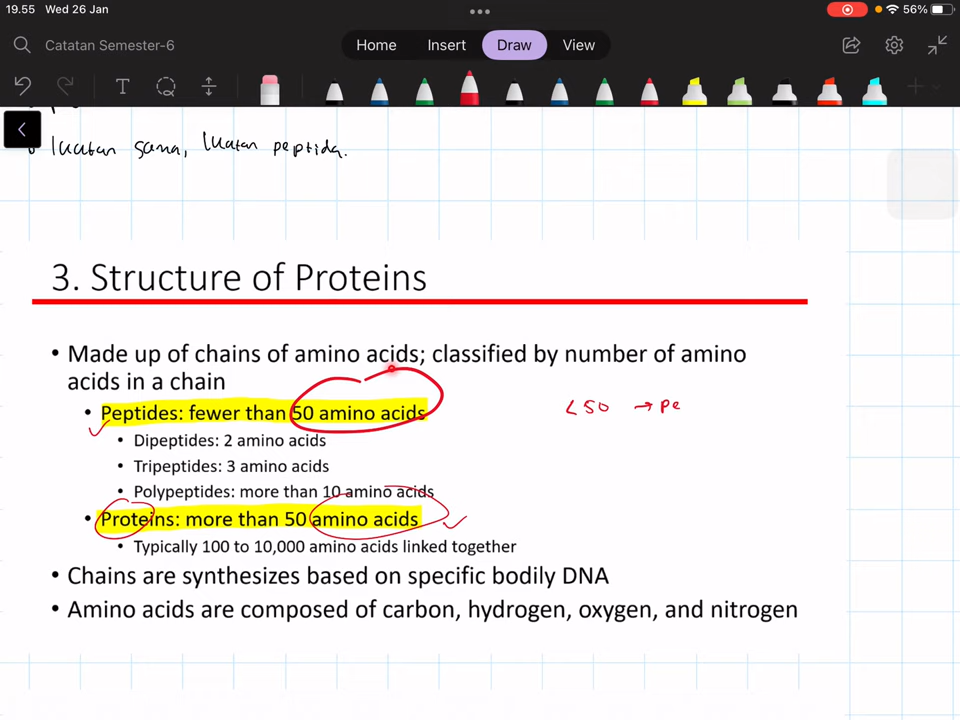 19.55 Wed 26 Jan
56%
Catatan Semester-6
Home Insert Draw View
luatan sama, luatan peptida.
3. Structure of Proteins
• Made up of chains of amino acids; classified by number of amino
acids in a chain
• Peptides: fewer than 50 amino acids
<50 → pe
• Dipeptides: 2 amino acids
• Tripeptides: 3 amino acids
• Polypeptides: more than 10 amino acids
• Proteins: more than 50 amino acids
• Typically 100 to 10,000 amino acids linked together
• Chains are synthesizes based on specific bodily DNA
• Amino acids are composed of carbon, hydrogen, oxygen, and nitrogen